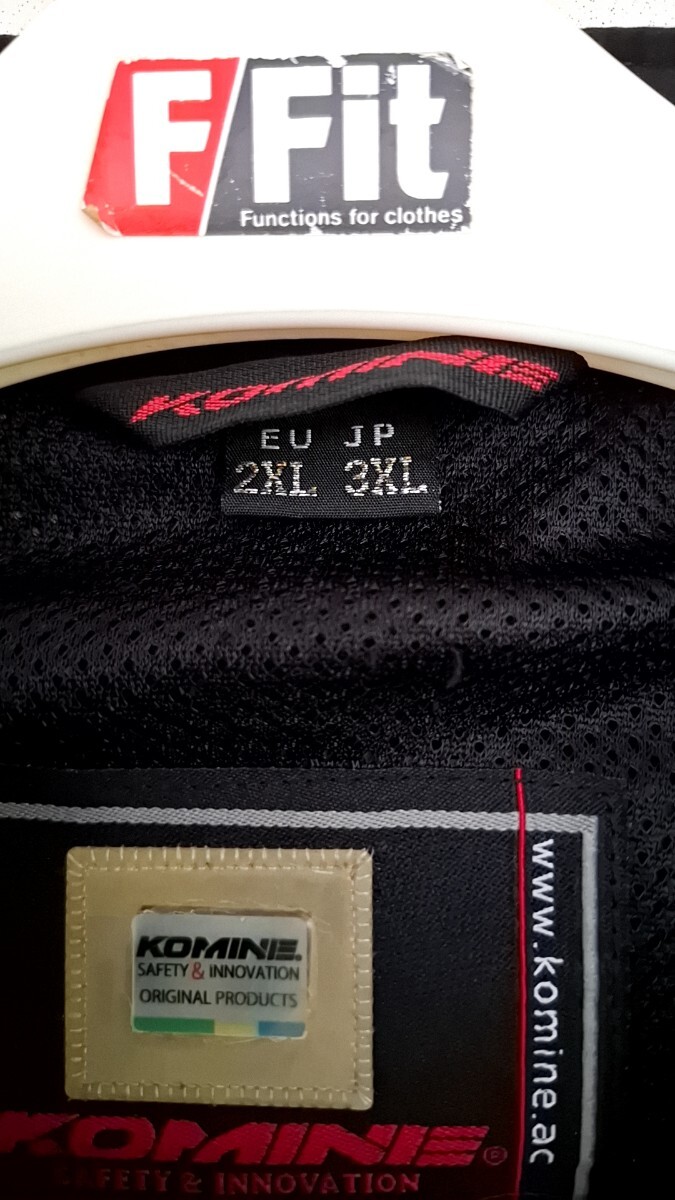 F Fit
Functions for clothes
KOMINE
EU JP
2XL 3XL
www.komine.ac
KOMINE.
SAFETY & INNOVATION
ORIGINAL PRODUCTS
KOMINE®
SAFETY & INNOVATION